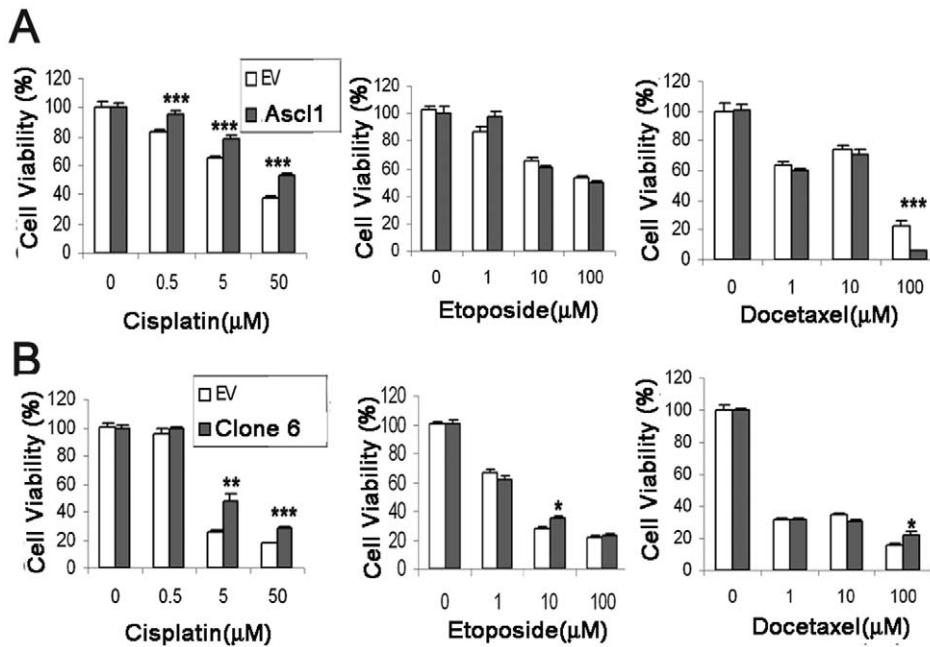 A
Cell Viability (%)
120
100
80
60
40
20
0
***
***
***
EV
Ascl1
0 0.5 5 50
Cisplatin(µM)
Cell Viability (%)
120
100
80
60
40
20
0
0 1 10 100
Etoposide(µM)
Cell Viability (%)
120
100
80
60
40
20
0
***
0 1 10 100
Docetaxel(µM)
B
Cell Viability (%)
120
100
80
60
40
20
0
**
***
EV
Clone 6
0 0.5 5 50
Cisplatin(µM)
Cell Viability (%)
120
100
80
60
40
20
0
*
0 1 10 100
Etoposide(µM)
Cell Viability (%)
120
100
80
60
40
20
0
*
0 1 10 100
Docetaxel(µM)